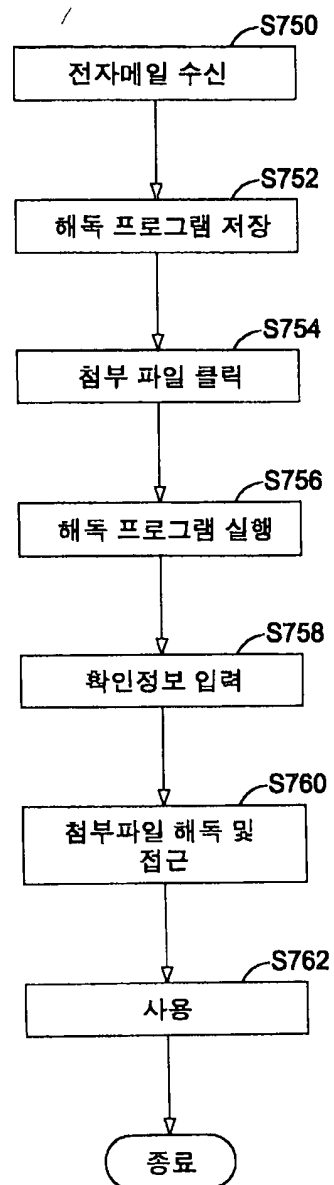 S750
전자메일 수신
S752
해독 프로그램 저장
S754
첨부 파일 클릭
S756
해독 프로그램 실행
S758
확인정보 입력
S760
첨부파일 해독 및
접근
S762
사용
종료